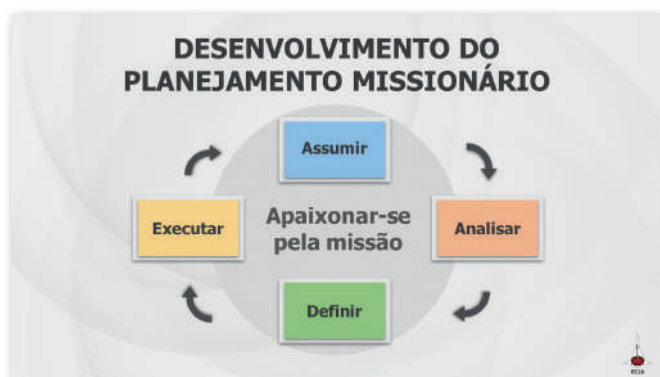 DESENVOLVIMENTO DO
PLANEJAMENTO MISSIONÁRIO
Assumir
Executar
Apaixonar-se
pela missão
Analisar
Definir